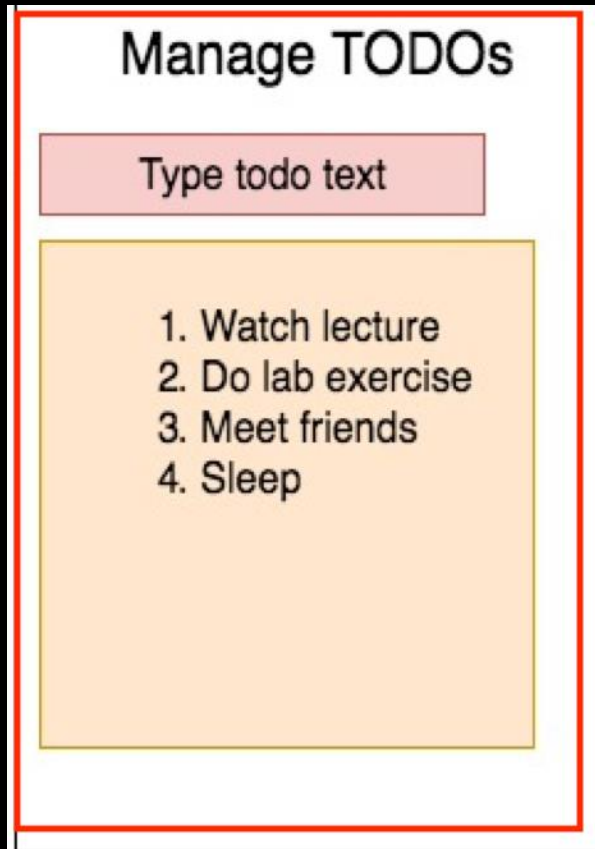 Manage TODOs
Type todo text
1. Watch lecture
2. Do lab exercise
3. Meet friends
4. Sleep